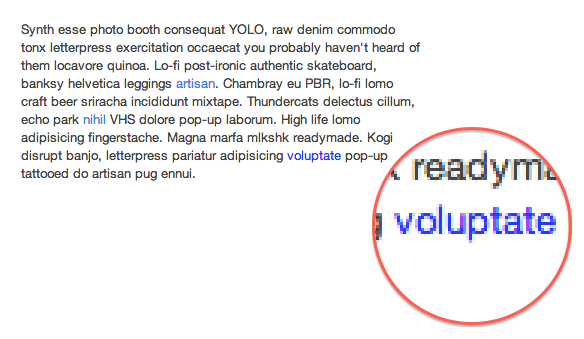 Synth esse photo booth consequat YOLO, raw denim commodo
tonx letterpress exercitation occaecat you probably haven't heard of
them locavore quinoa. Lo-fi post-ironic authentic skateboard,
banksy helvetica leggings artisan. Chambray eu PBR, lo-fi lomo
craft beer sriracha incididunt mixtape. Thundercats delectus cillum,
echo park nihil VHS dolore pop-up laborum. High life lomo
adipisicing fingerstache. Magna marfa mlkshk readymade. Kogi
disrupt banjo, letterpress pariatur adipisicing voluptate pop-up
tattooed do artisan pug ennui.
readyma
voluptate